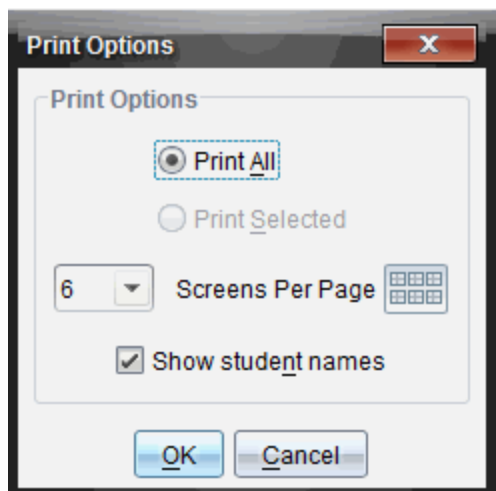 Print Options
Print Options
Print All
Print Selected
6 Screens Per Page
Show student names
OK Cancel